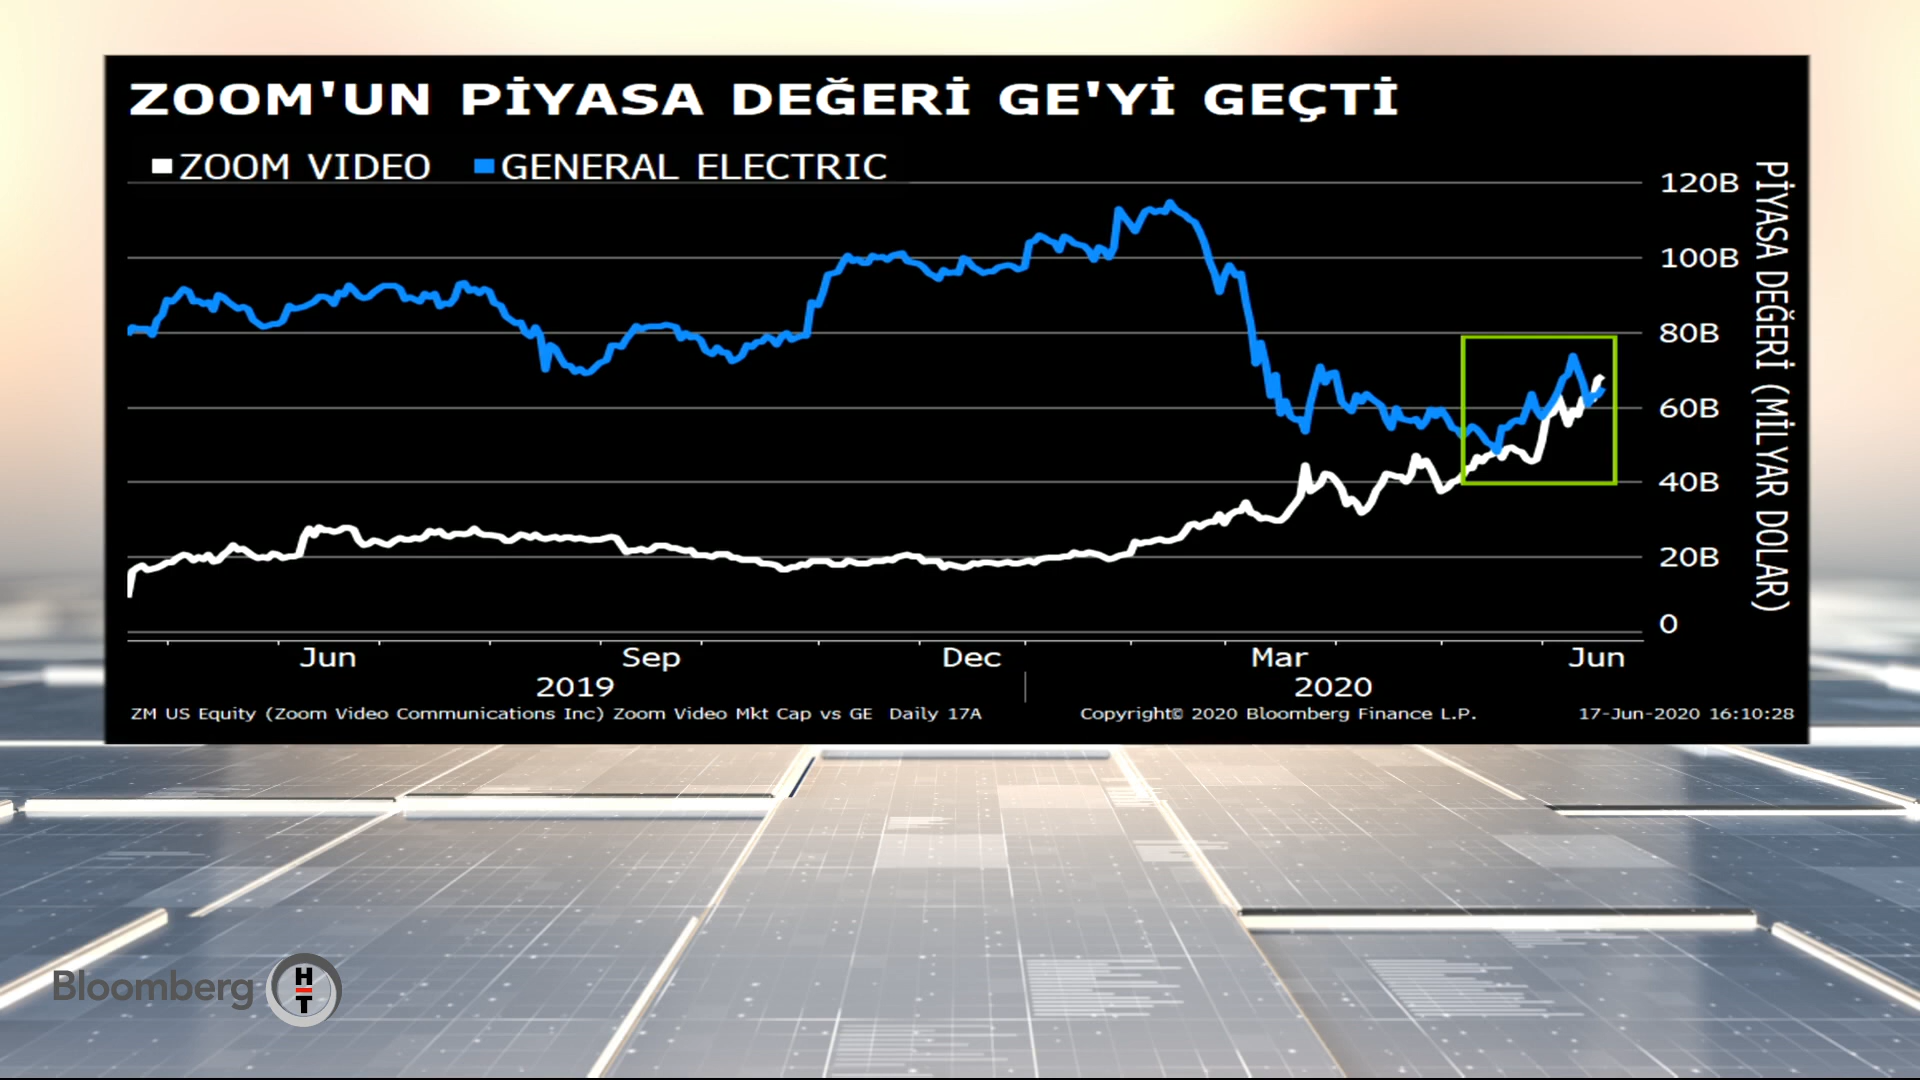 ZOOM'UN PİYASA DEĞERİ GE'Yİ GEÇTİ
ZOOM VIDEO GENERAL ELECTRIC
120B
100B
80B
60B
40B
20B
0
PİYASA DEĞERİ (MİLYAR DOLAR)
Jun Sep Dec Mar Jun
2019 2020
ZM US Equity (Zoom Video Communications Inc) Zoom Video Mkt Cap vs GE Daily 17A Copyright© 2020 Bloomberg Finance L.P. 17-Jun-2020 16:10:28
Bloomberg HT